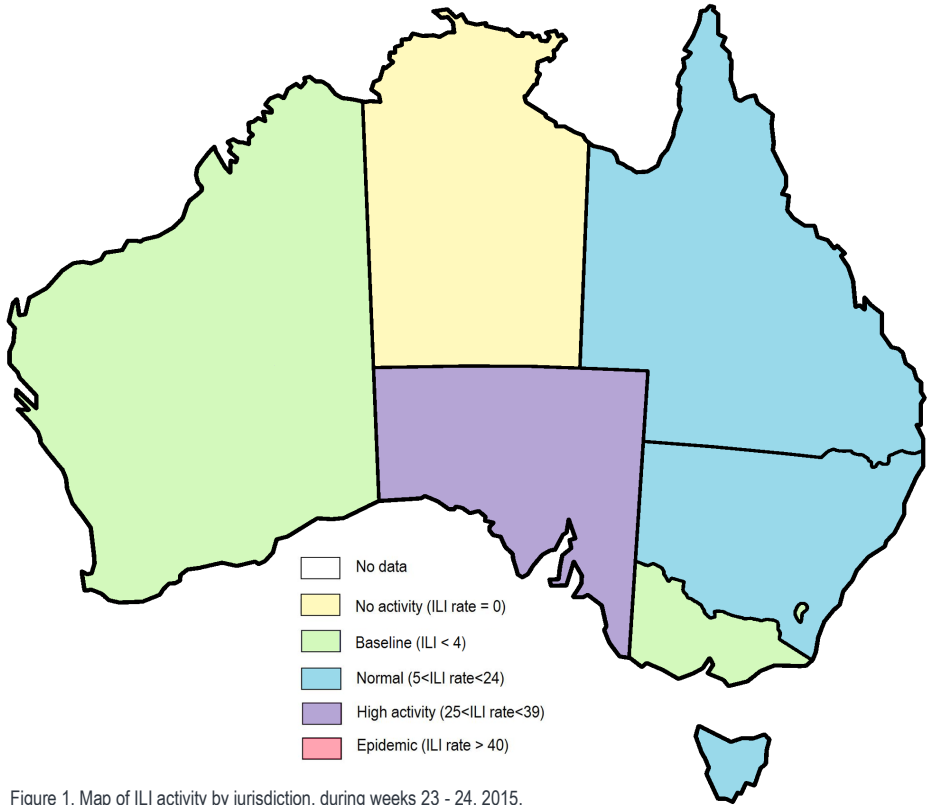 No data
No activity (ILI rate = 0)
Baseline (ILI < 4)
Normal (5<ILI rate<24)
High activity (25<ILI rate<39)
Epidemic (ILI rate > 40)
Figure 1. Map of ILI activity by jurisdiction, during weeks 23 - 24, 2015.